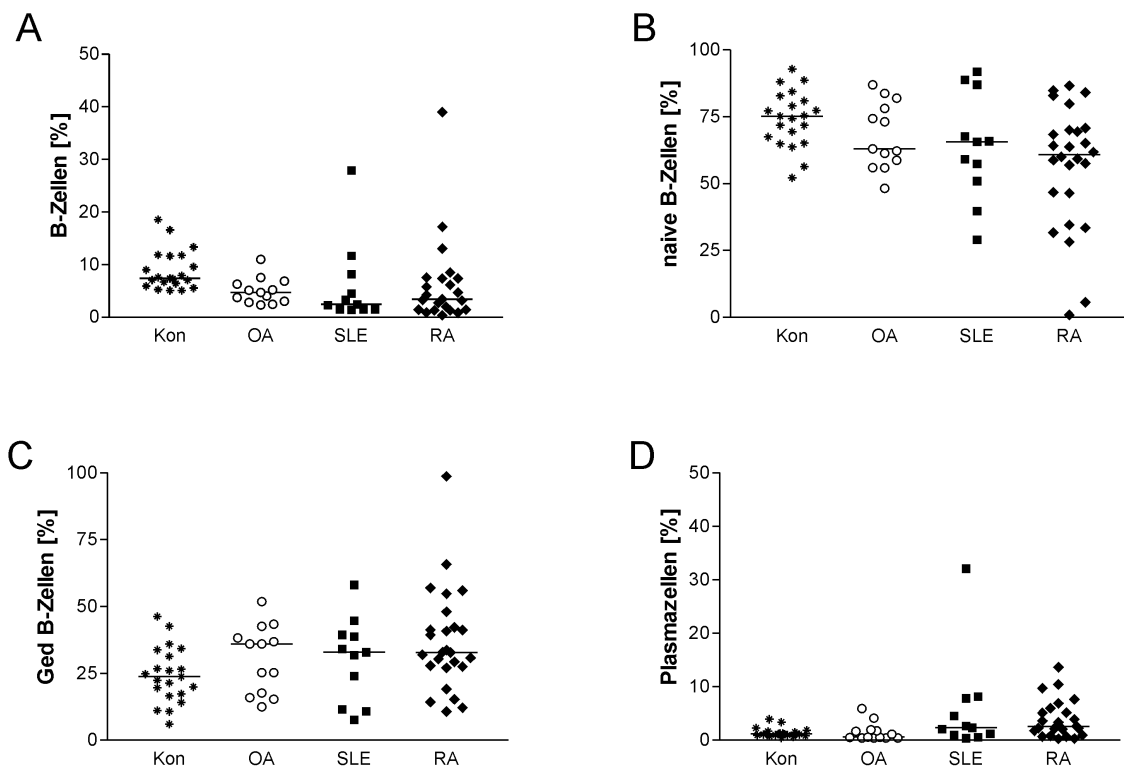 A
B
50
40
30
20
10
0
B-Zellen [%]
Kon OA SLE RA
100
75
50
25
0
naive B-Zellen [%]
Kon OA SLE RA
C
D
100
75
50
25
0
Ged B-Zellen [%]
Kon OA SLE RA
50
40
30
20
10
0
Plasmazellen [%]
Kon OA SLE RA